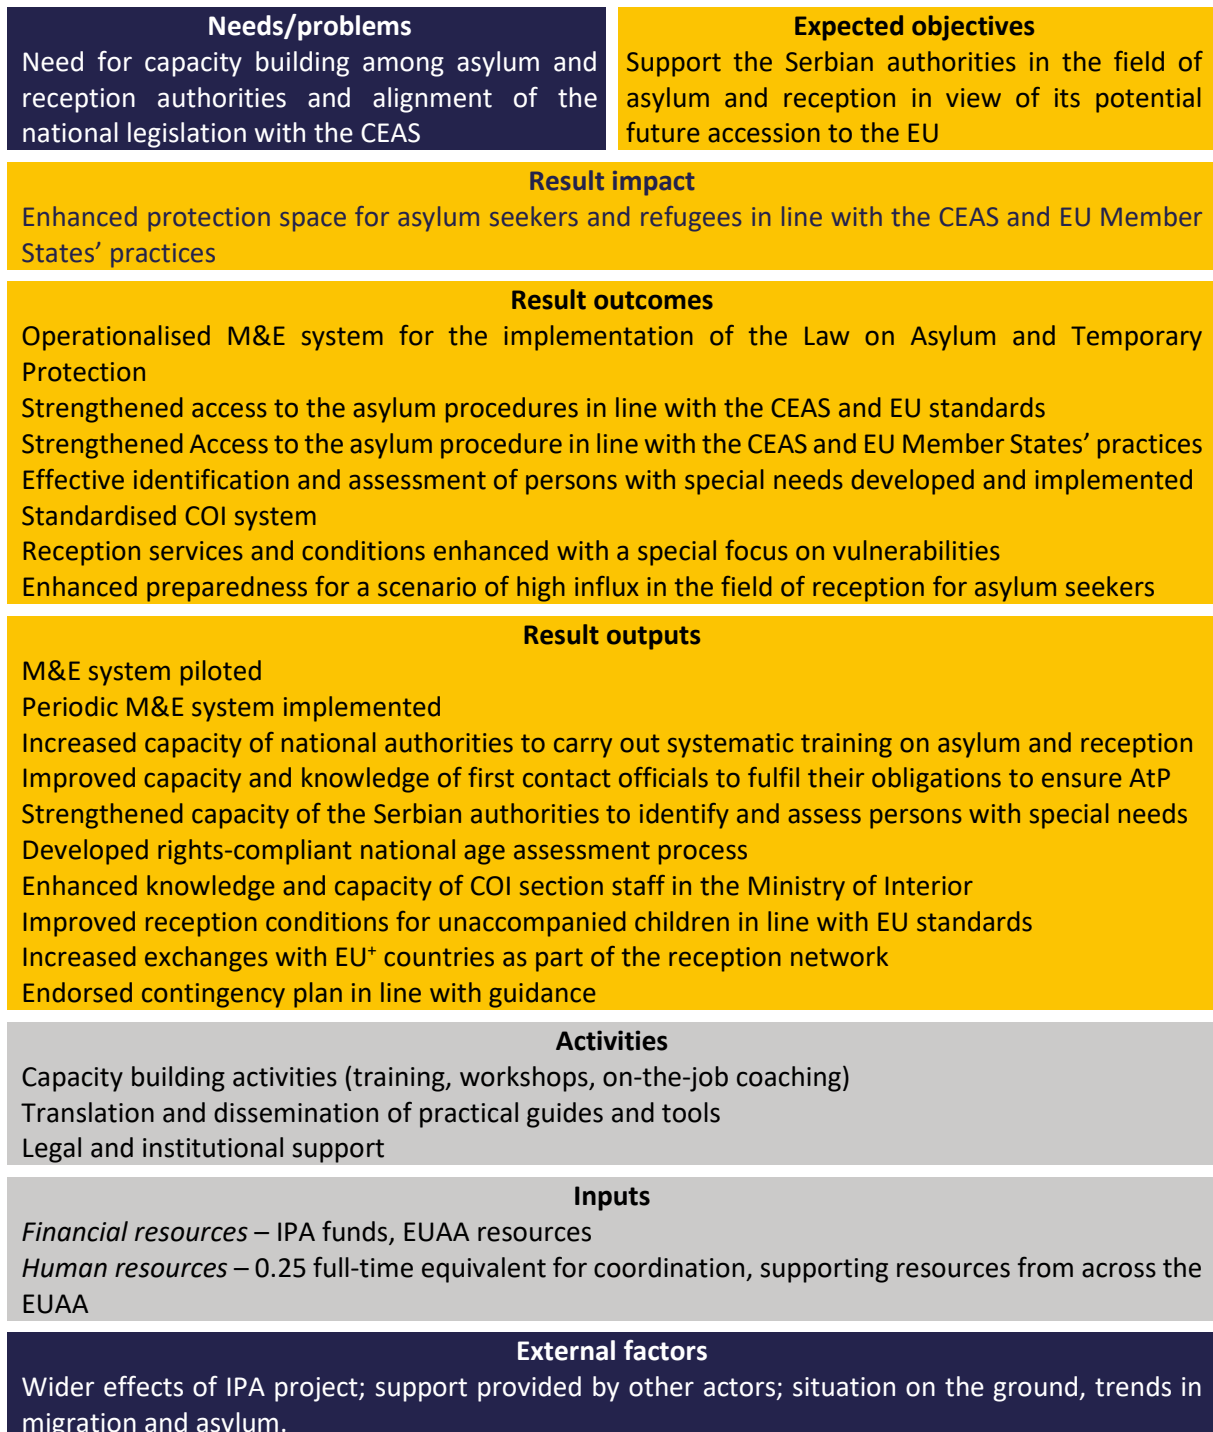 Needs/problems
Need for capacity building among asylum and
reception authorities and alignment of the
national legislation with the CEAS
Expected objectives
Support the Serbian authorities in the field of
asylum and reception in view of its potential
future accession to the EU
Result impact
Enhanced protection space for asylum seekers and refugees in line with the CEAS and EU Member
States’ practices
Result outcomes
Operationalised M&E system for the implementation of the Law on Asylum and Temporary
Protection
Strengthened access to the asylum procedures in line with the CEAS and EU standards
Strengthened Access to the asylum procedure in line with the CEAS and EU Member States’ practices
Effective identification and assessment of persons with special needs developed and implemented
Standardised COI system
Reception services and conditions enhanced with a special focus on vulnerabilities
Enhanced preparedness for a scenario of high influx in the field of reception for asylum seekers
Result outputs
M&E system piloted
Periodic M&E system implemented
Increased capacity of national authorities to carry out systematic training on asylum and reception
Improved capacity and knowledge of first contact officials to fulfil their obligations to ensure AtP
Strengthened capacity of the Serbian authorities to identify and assess persons with special needs
Developed rights-compliant national age assessment process
Enhanced knowledge and capacity of COI section staff in the Ministry of Interior
Improved reception conditions for unaccompanied children in line with EU standards
Increased exchanges with EU⁺ countries as part of the reception network
Endorsed contingency plan in line with guidance
Activities
Capacity building activities (training, workshops, on-the-job coaching)
Translation and dissemination of practical guides and tools
Legal and institutional support
Inputs
Financial resources – IPA funds, EUAA resources
Human resources – 0.25 full-time equivalent for coordination, supporting resources from across the
EUAA
External factors
Wider effects of IPA project; support provided by other actors; situation on the ground, trends in
migration and asylum.